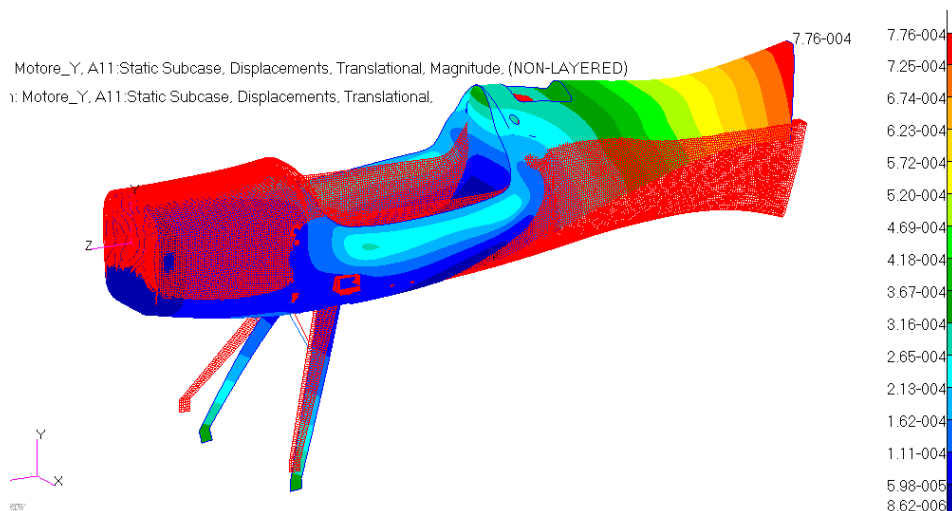 7.76-004
7.76-004
Motore_Y, A11:Static Subcase, Displacements, Translational, Magnitude, (NON-LAYERED)
7.25-004
: Motore_Y, A11:Static Subcase, Displacements, Translational,
6.74-004
6.23-004
5.72-004
5.20-004
4.69-004
4.18-004
3.67-004
3.16-004
2.65-004
2.13-004
1.62-004
1.11-004
5.98-005
8.62-006
Y
Z
Y
X